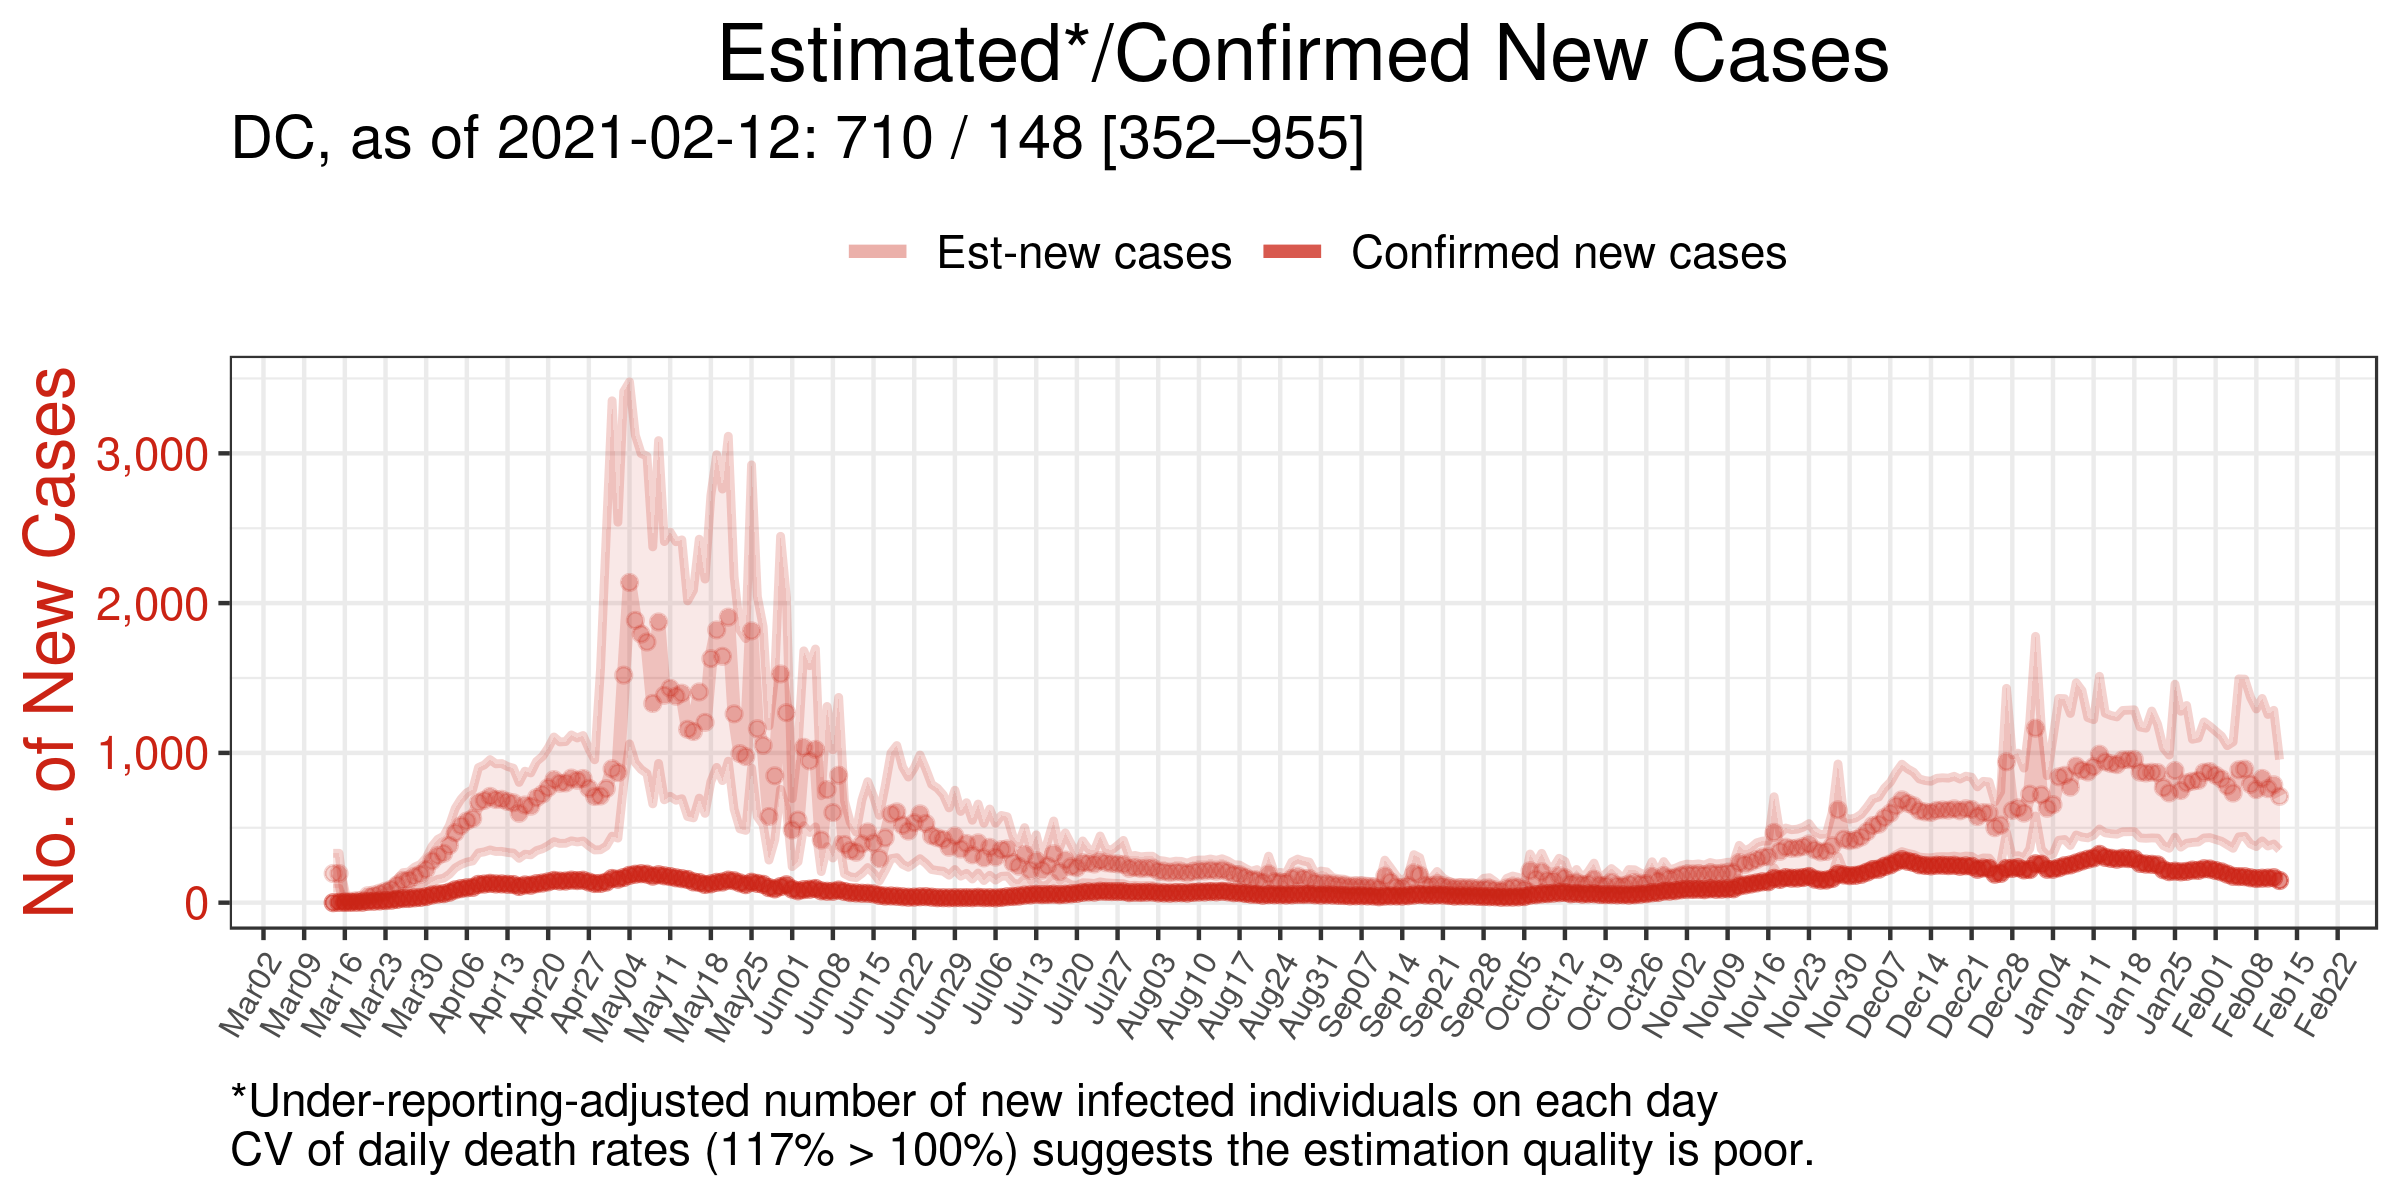 Estimated*/Confirmed New Cases
DC, as of 2021-02-12: 710 / 148 [352–955]
Est-new cases Confirmed new cases
No. of New Cases
3,000
2,000
1,000
0
Mar02 Mar09 Mar16 Mar23 Mar30 Apr06 Apr13 Apr20 Apr27 May04 May11 May18 May25 Jun01 Jun08 Jun15 Jun22 Jun29 Jul06 Jul13 Jul20 Jul27 Aug03 Aug10 Aug17 Aug24 Aug31 Sep07 Sep14 Sep21 Sep28 Oct05 Oct12 Oct19 Oct26 Nov02 Nov09 Nov16 Nov23 Nov30 Dec07 Dec14 Dec21 Dec28 Jan04 Jan11 Jan18 Jan25 Feb01 Feb08 Feb15 Feb22
*Under-reporting-adjusted number of new infected individuals on each day
CV of daily death rates (117% > 100%) suggests the estimation quality is poor.